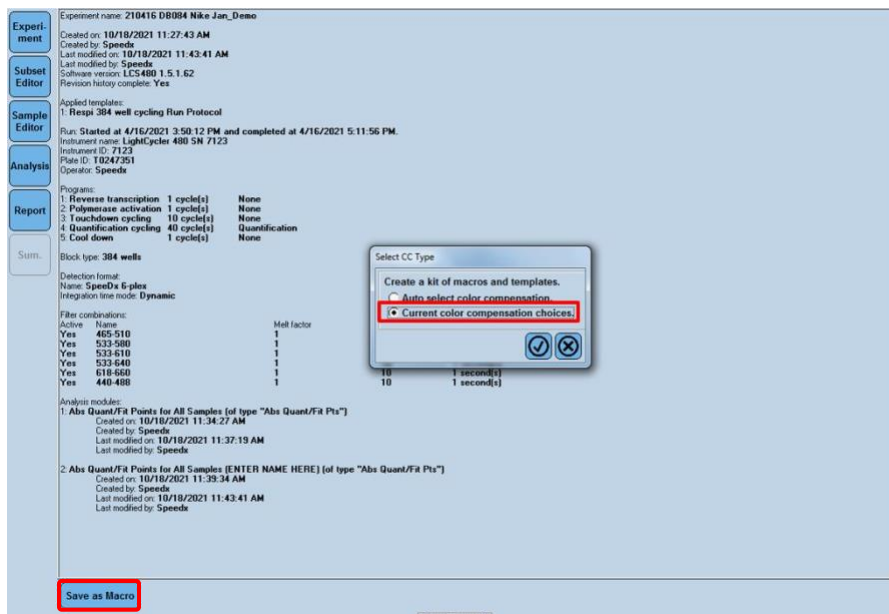 Experi-
ment
Subset
Editor
Sample
Editor
Analysis
Report
Sum.
Experiment name: 210416 DB084 Nike Jan_Demo
Created on: 10/18/2021 11:27:43 AM
Created by: Speedx
Last modified on: 10/18/2021 11:43:41 AM
Last modified by: Speedx
Software version: LCS480 1.5.1.62
Revision history complete: Yes
Applied templates:
1: Respi 384 well cycling Run Protocol
Run: Started at 4/16/2021 3:50:12 PM and completed at 4/16/2021 5:11:56 PM.
Instrument name: LightCycler 480 SN 7123
Instrument ID: 7123
Plate ID: T0247351
Operator: Speedx
Programs:
1: Reverse transcription 1 cycle(s) None
2: Polymerase activation 1 cycle(s) None
3: Touchdown cycling 10 cycle(s) None
4: Quantification cycling 40 cycle(s) Quantification
5: Cool down 1 cycle(s) None
Block type: 384 wells
Detection format:
Name: SpeeDx 6-plex
Integration time mode: Dynamic
Filter combinations:
Active Name Melt factor
Yes 465-510 1
Yes 533-580 1
Yes 533-610 1
Yes 533-640 1
Yes 618-660 1 10 1 second(s)
Yes 440-488 1 10 1 second(s)
Analysis modules:
1: Abs Quant/Fit Points for All Samples (of type "Abs Quant/Fit Pts")
Created on: 10/18/2021 11:34:27 AM
Created by: Speedx
Last modified on: 10/18/2021 11:37:19 AM
Last modified by: Speedx
2: Abs Quant/Fit Points for All Samples (ENTER NAME HERE) (of type "Abs Quant/Fit Pts")
Created on: 10/18/2021 11:39:34 AM
Created by: Speedx
Last modified on: 10/18/2021 11:43:41 AM
Last modified by: Speedx
Select CC Type
Create a kit of macros and templates.
Auto select color compensation.
Current color compensation choices.
Save as Macro